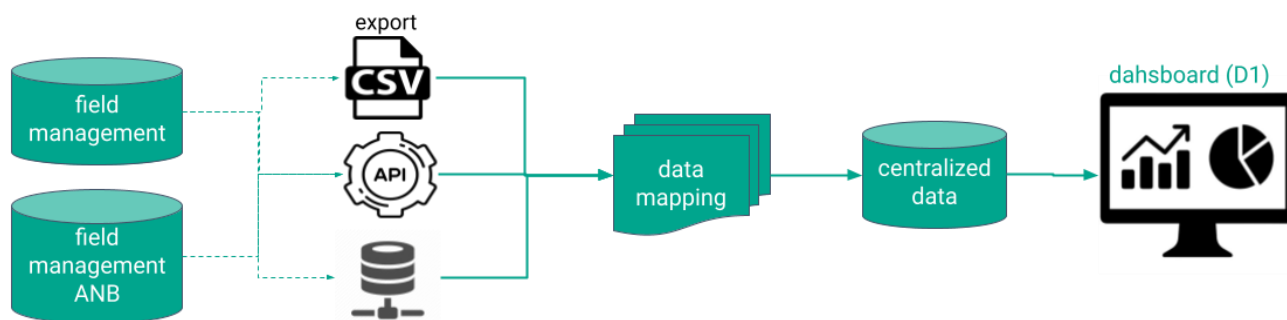 export
CSV
field
management
API
field
management
ANB
data
mapping
centralized
data
dahsboard (D1)